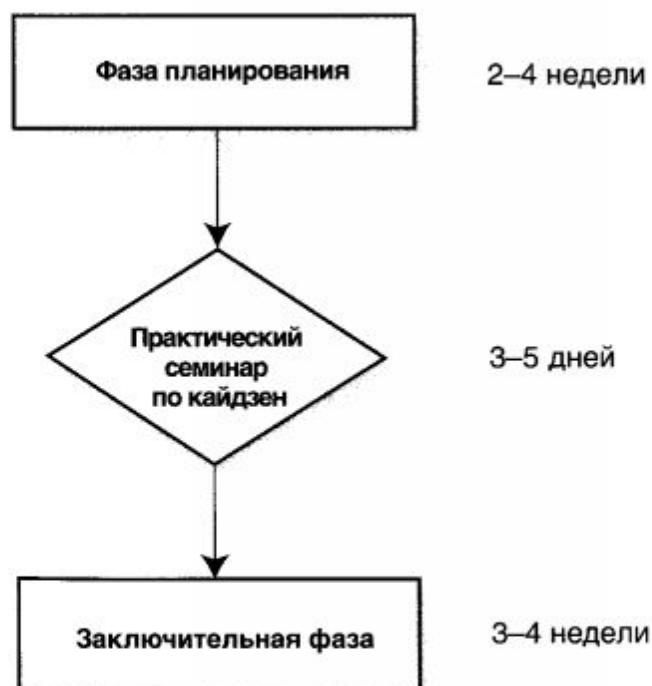 Фаза планирования
2–4 недели
Практический
семинар
по кайдзен
3–5 дней
Заключительная фаза
3–4 недели